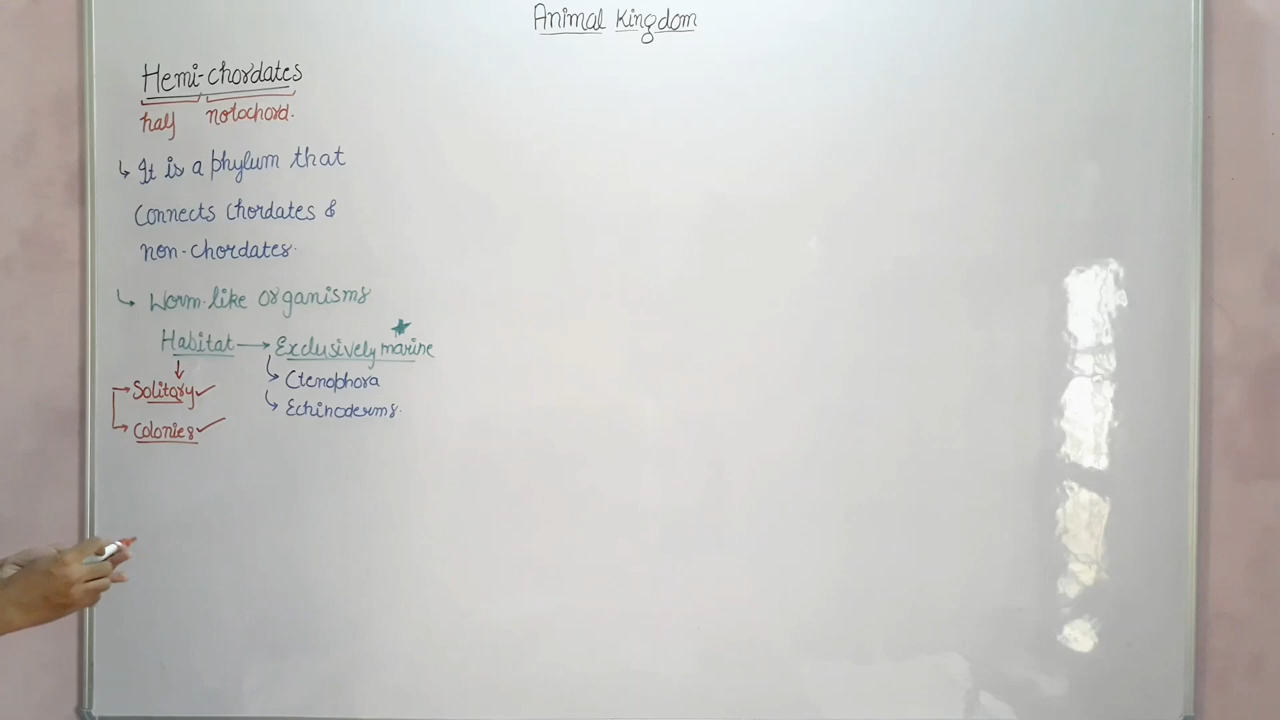 Animal Kingdom
Hemi-chordates
half notochord.
↳ It is a phylum that
connects chordates &
non-chordates.
↳ Worm-like organisms
Habitat → Exclusively marine
Solitary ✓
Ctenophora
Colonies ✓
Echinoderms.